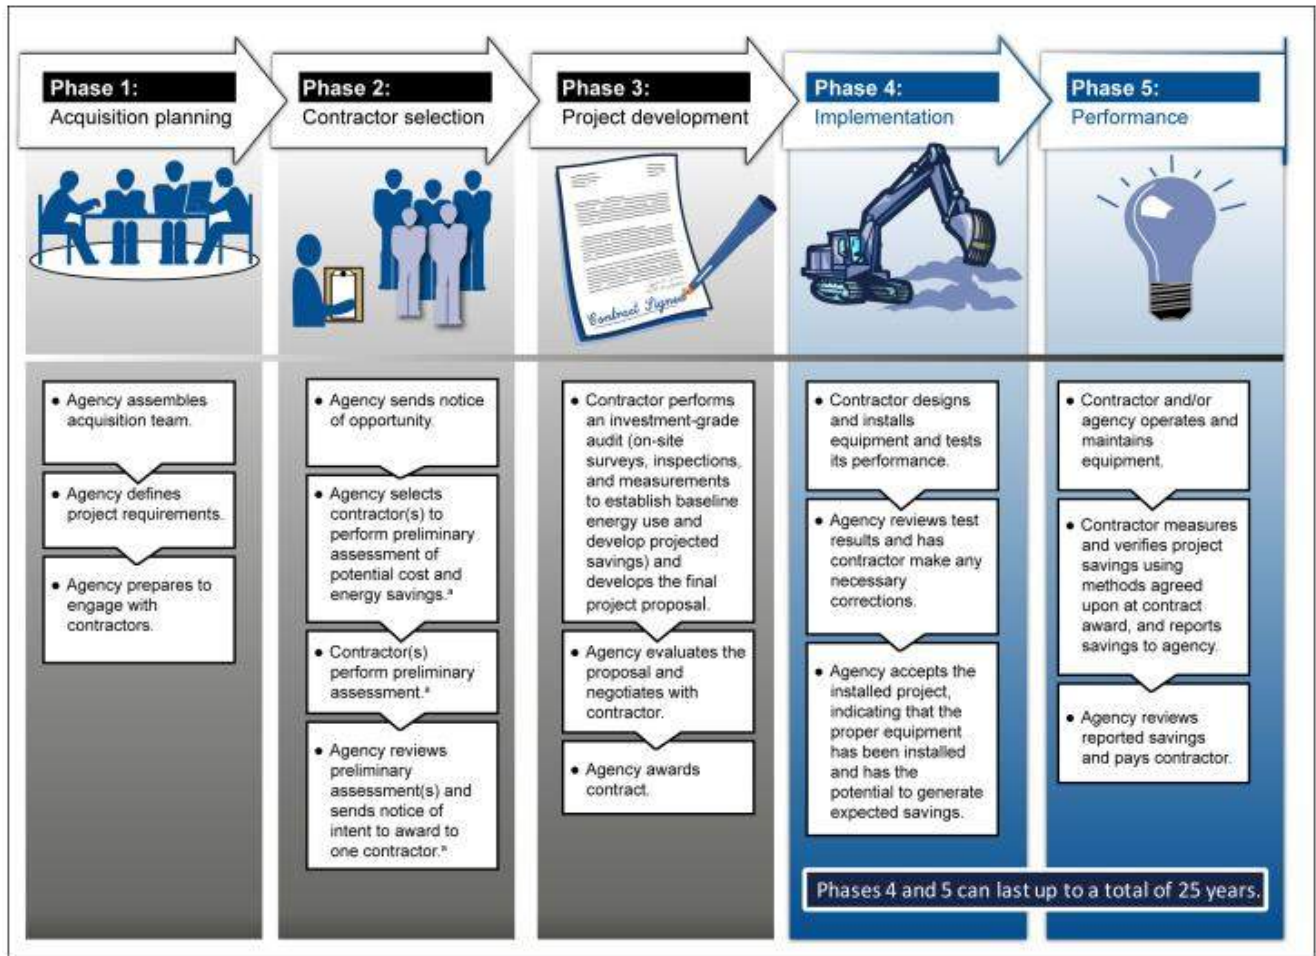 Phase 1:
Acquisition planning
Phase 2:
Contractor selection
Phase 3:
Project development
Phase 4:
Implementation
Phase 5:
Performance
Contract Signed
● Agency assembles
acquisition team.
● Agency defines
project requirements.
● Agency prepares to
engage with
contractors.
● Agency sends notice
of opportunity.
● Agency selects
contractor(s) to
perform preliminary
assessment of
potential cost and
energy savings.ª
● Contractor(s)
perform preliminary
assessment.ª
● Agency reviews
preliminary
assessment(s) and
sends notice of
intent to award to
one contractor.ª
● Contractor performs
an investment-grade
audit (on-site
surveys, inspections,
and measurements
to establish baseline
energy use and
develop projected
savings) and
develops the final
project proposal.
● Agency evaluates the
proposal and
negotiates with
contractor.
● Agency awards
contract.
● Contractor designs
and installs
equipment and tests
its performance.
● Agency reviews test
results and has
contractor make any
necessary
corrections.
● Agency accepts the
installed project,
indicating that the
proper equipment
has been installed
and has the
potential to generate
expected savings.
● Contractor and/or
agency operates and
maintains
equipment.
● Contractor measures
and verifies project
savings using
methods agreed
upon at contract
award, and reports
savings to agency.
● Agency reviews
reported savings
and pays contractor.
Phases 4 and 5 can last up to a total of 25 years.